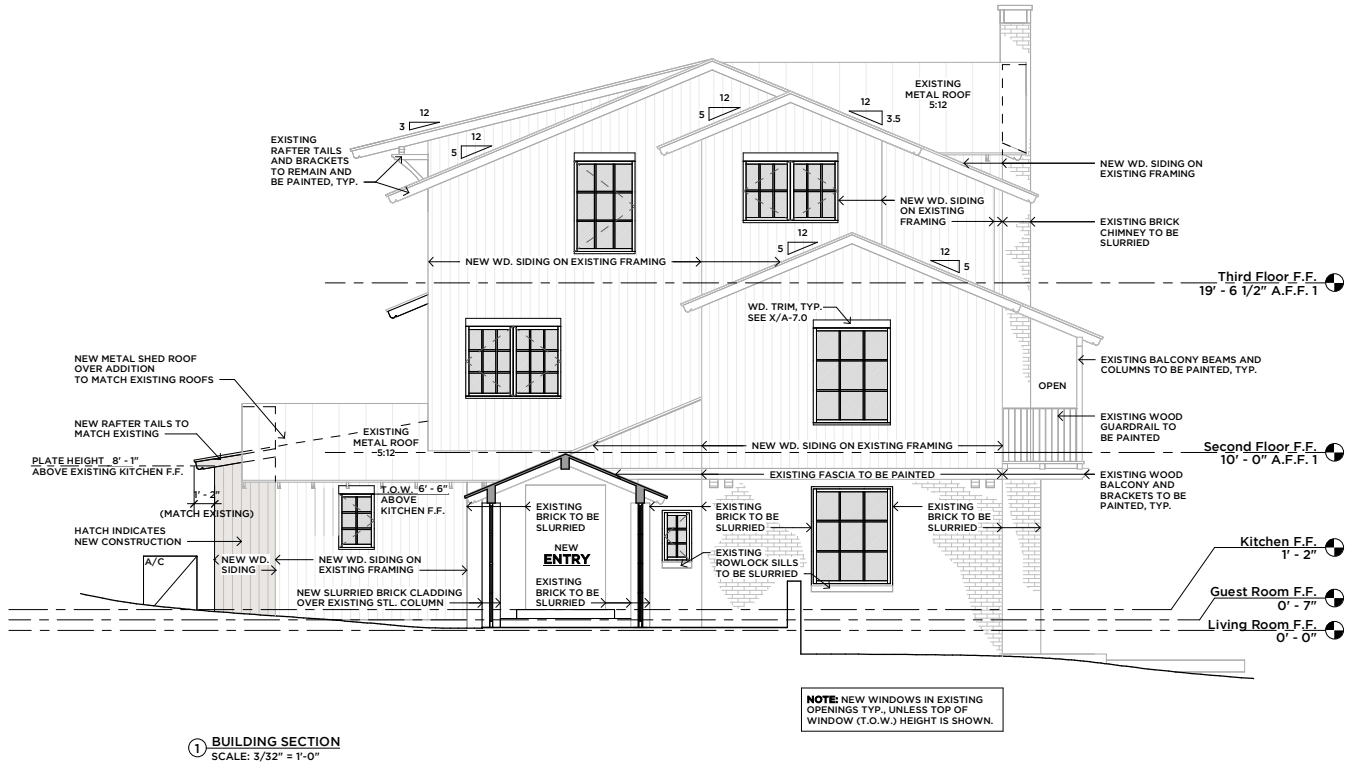 EXISTING
METAL ROOF
5:12
12
3
12
5
12
5
12
3.5
EXISTING
RAFTER TAILS
AND BRACKETS
TO REMAIN AND
BE PAINTED, TYP.
NEW WD. SIDING ON
EXISTING FRAMING
NEW WD. SIDING
ON EXISTING
FRAMING
EXISTING BRICK
CHIMNEY TO BE
SLURRIED
12
5
12
5
NEW WD. SIDING ON EXISTING FRAMING
Third Floor F.F.
19' - 6 1/2" A.F.F. 1
WD. TRIM, TYP.
SEE X/A-7.0
NEW METAL SHED ROOF
OVER ADDITION
TO MATCH EXISTING ROOFS
EXISTING BALCONY BEAMS AND
COLUMNS TO BE PAINTED, TYP.
OPEN
NEW RAFTER TAILS TO
MATCH EXISTING
EXISTING
METAL ROOF
5:12
EXISTING WOOD
GUARDRAIL TO
BE PAINTED
NEW WD. SIDING ON EXISTING FRAMING
Second Floor F.F.
10' - 0" A.F.F. 1
PLATE HEIGHT 8' - 1"
ABOVE EXISTING KITCHEN F.F.
EXISTING FASCIA TO BE PAINTED
EXISTING WOOD
BALCONY AND
BRACKETS TO BE
PAINTED, TYP.
1' - 2"
(MATCH EXISTING)
T.O.W. 6' - 6"
ABOVE
KITCHEN F.F.
EXISTING
BRICK TO BE
SLURRIED
EXISTING
BRICK TO BE
SLURRIED
EXISTING
BRICK TO BE
SLURRIED
HATCH INDICATES
NEW CONSTRUCTION
NEW
ENTRY
Kitchen F.F.
1' - 2"
A/C
NEW WD.
SIDING
NEW WD. SIDING ON
EXISTING FRAMING
EXISTING
ROWLOCK SILLS
TO BE SLURRIED
NEW SLURRIED BRICK CLADDING
OVER EXISTING STL. COLUMN
EXISTING
BRICK TO BE
SLURRIED
Guest Room F.F.
0' - 7"
Living Room F.F.
0' - 0"
NOTE: NEW WINDOWS IN EXISTING
OPENINGS TYP., UNLESS TOP OF
WINDOW (T.O.W.) HEIGHT IS SHOWN.
1
BUILDING SECTION
SCALE: 3/32" = 1'-0"